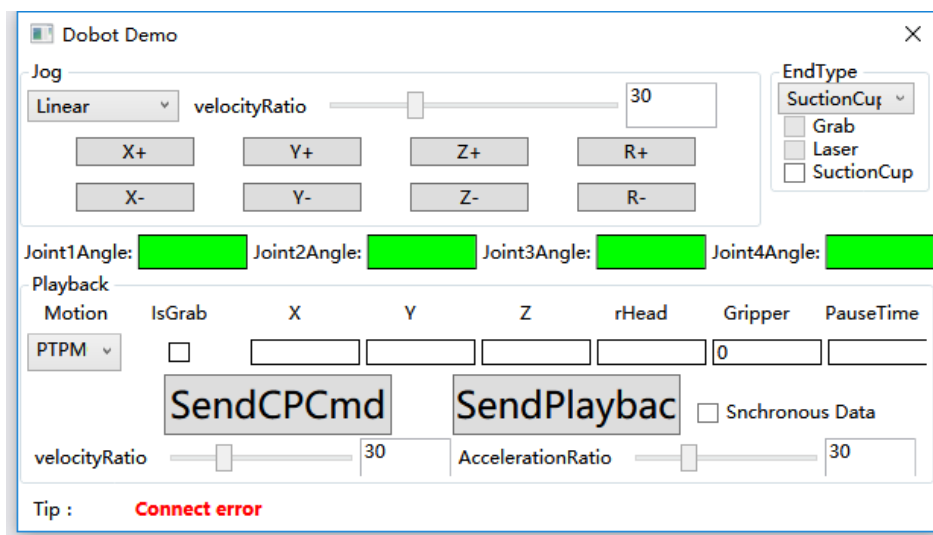 Dobot Demo
Jog
EndType
Linear velocityRatio 30
SuctionCup
Grab
Laser
SuctionCup
X+ Y+ Z+ R+
X- Y- Z- R-
Joint1Angle: Joint2Angle: Joint3Angle: Joint4Angle:
Playback
Motion IsGrab X Y Z rHead Gripper PauseTime
PTPM 0
SendCPCmd SendPlaybac Snchronous Data
velocityRatio 30 AccelerationRatio 30
Tip : Connect error